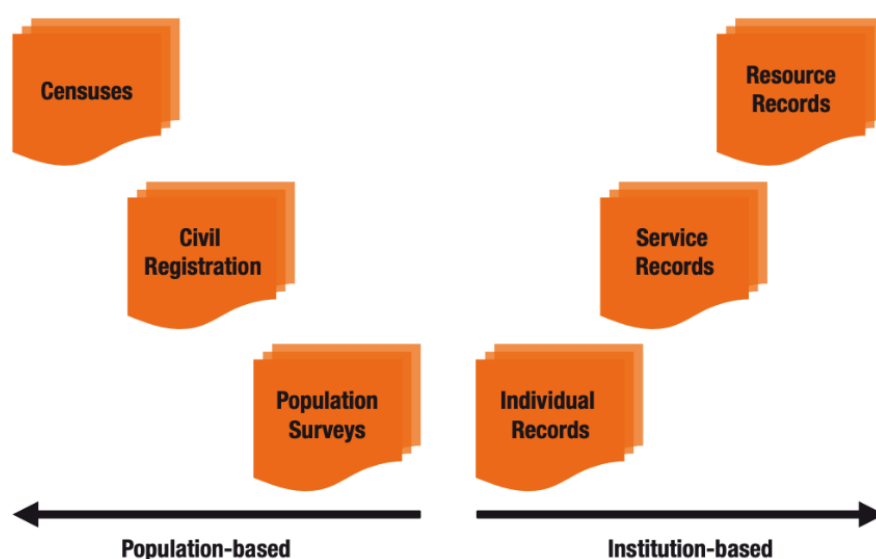 Censuses
Resource
Records
Civil
Registration
Service
Records
Population
Surveys
Individual
Records
Population-based
Institution-based